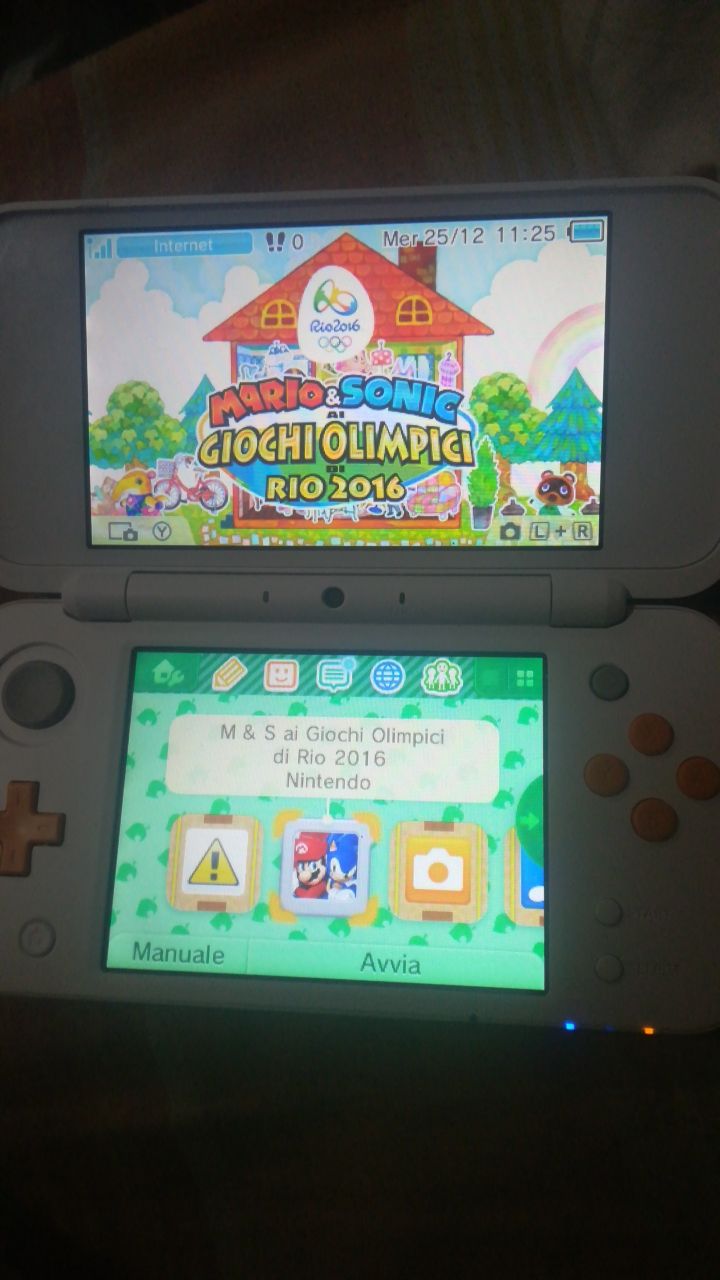 Internet
0
Mer 25/12 11:25
Rio2016
MARIO & SONIC
AI
GIOCHI OLIMPICI
DI
RIO 2016
Y
L + R
M & S ai Giochi Olimpici
di Rio 2016
Nintendo
Manuale
Avvia